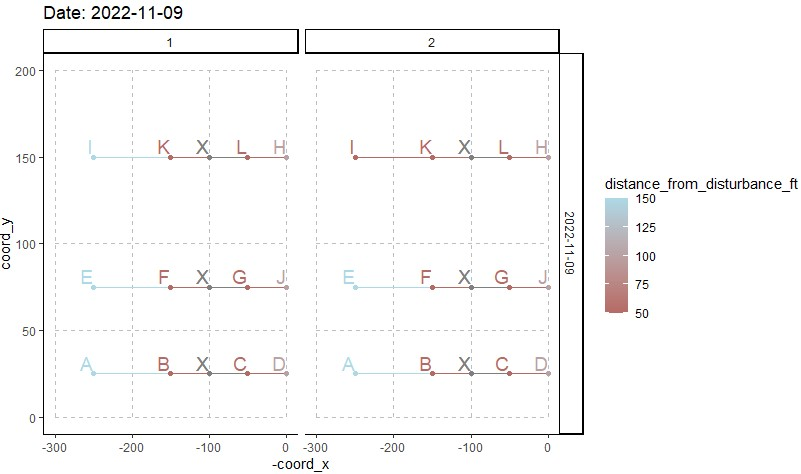 Date: 2022-11-09
1 2
200
I K X L H I K X L H
150
distance_from_disturbance_ft
150
125
100
75
50
2022-11-09
coord_y
100
E F X G J E F X G J
50
A B X C D A B X C D
0
-300 -200 -100 0 -300 -200 -100 0
-coord_x